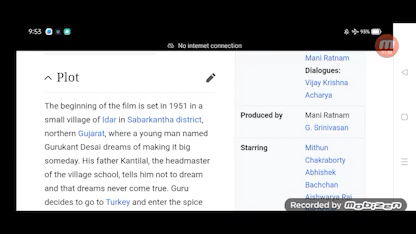 9:53
93%
No internet connection
Plot
The beginning of the film is set in 1951 in a
small village of Idar in Sabarkantha district,
northern Gujarat, where a young man named
Gurukant Desai dreams of making it big
someday. His father Kantilal, the headmaster
of the village school, tells him not to dream
and that dreams never come true. Guru
decides to go to Turkey and enter the spice
Mani Ratnam
Dialogues:
Vijay Krishna
Acharya
Produced by
Mani Ratnam
G. Srinivasan
Starring
Mithun
Chakraborty
Abhishek
Bachchan
Aishwarya Rai
Recorded by mobizen